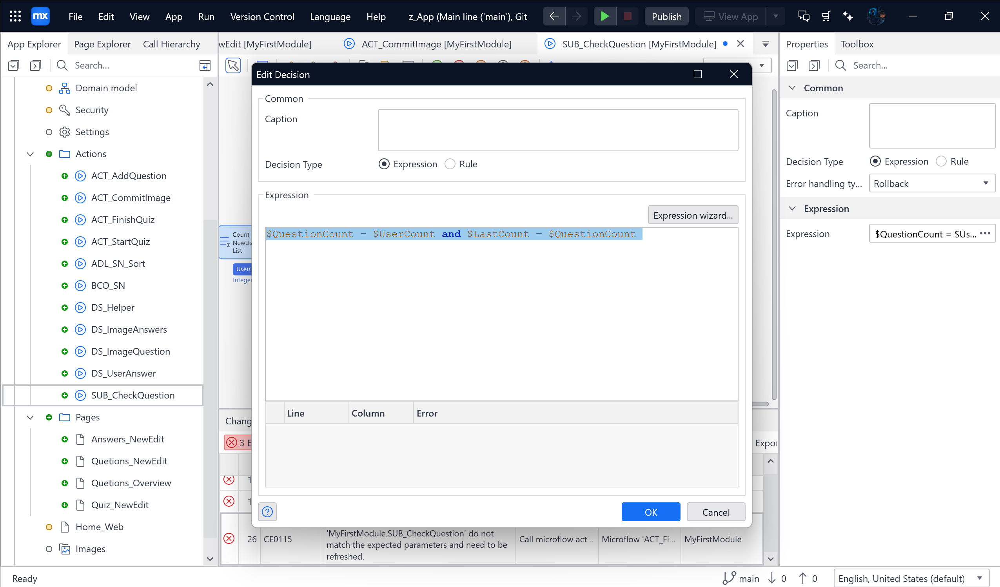 mx File Edit View App Run Version Control Language Help z_App (Main line ('main'), Git Publish View App
App Explorer Page Explorer Call Hierarchy
Search...
Domain model
Security
Settings
Actions
ACT_AddQuestion
ACT_CommitImage
ACT_FinishQuiz
ACT_StartQuiz
ADL_SN_Sort
BCO_SN
DS_Helper
DS_ImageAnswers
DS_ImageQuestion
DS_UserAnswer
SUB_CheckQuestion
Pages
Answers_NewEdit
Quetions_NewEdit
Quetions_Overview
Quiz_NewEdit
Home_Web
Images
wEdit [MyFirstModule] ACT_CommitImage [MyFirstModule] SUB_CheckQuestion [MyFirstModule]
Count
NewUs
List
UserC
Integer
Edit Decision
Common
Caption
Decision Type Expression Rule
Expression
Expression wizard...
$QuestionCount = $UserCount and $LastCount = $QuestionCount
Line Column Error
? OK Cancel
Chang
3 E
Expor
1
1
26 CE0115 'MyFirstModule.SUB_CheckQuestion' do not
match the expected parameters and need to be
refreshed.
Call microflow act... Microflow 'ACT_Fi... MyFirstModule
Properties Toolbox
Search...
Common
Caption
Decision Type Expression Rule
Error handling ty... Rollback
Expression
Expression $QuestionCount = $Us... •••
Ready main 0 0 English, United States (default)